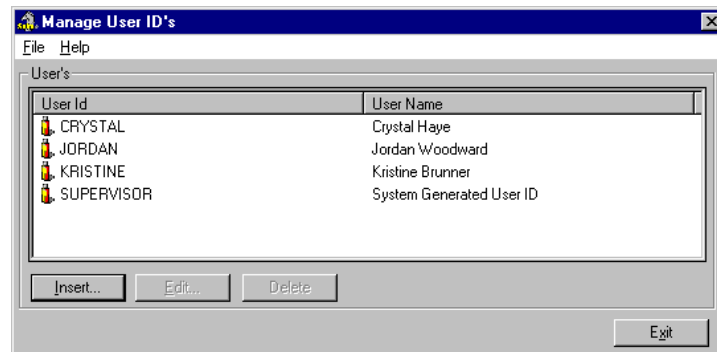 Manage User ID's
File Help
User's
User Id User Name
CRYSTAL Crystal Haye
JORDAN Jordan Woodward
KRISTINE Kristine Brunner
SUPERVISOR System Generated User ID
Insert... Edit... Delete
Exit